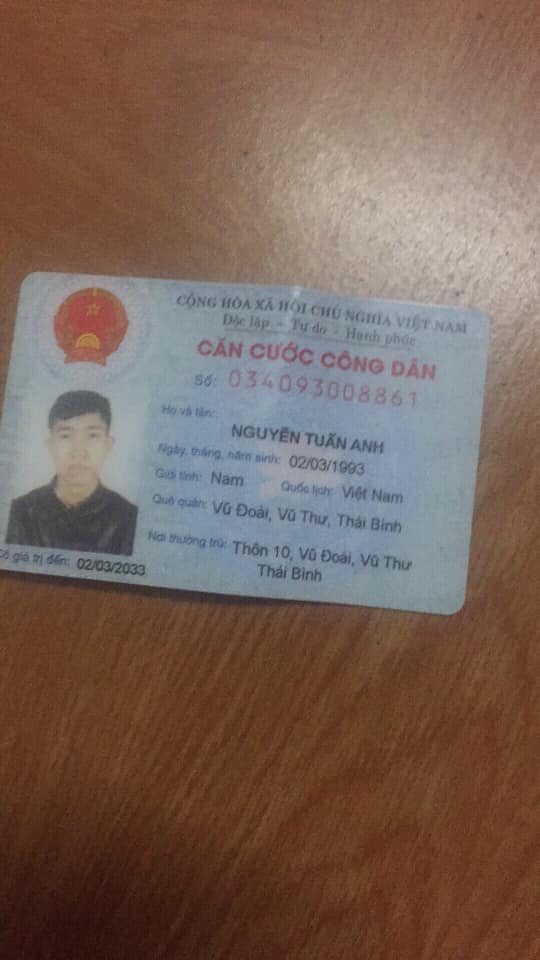 CỘNG HÒA XÃ HỘI CHỦ NGHĨA VIỆT NAM
Độc lập - Tự do - Hạnh phúc
CĂN CƯỚC CÔNG DÂN
Số: 034093008861
Họ và tên:
NGUYỄN TUẤN ANH
Ngày, tháng, năm sinh: 02/03/1993
Giới tính: Nam Quốc tịch: Việt Nam
Quê quán: Vũ Đoài, Vũ Thư, Thái Bình
Nơi thường trú: Thôn 10, Vũ Đoài, Vũ Thư
Thái Bình
Có giá trị đến: 02/03/2033